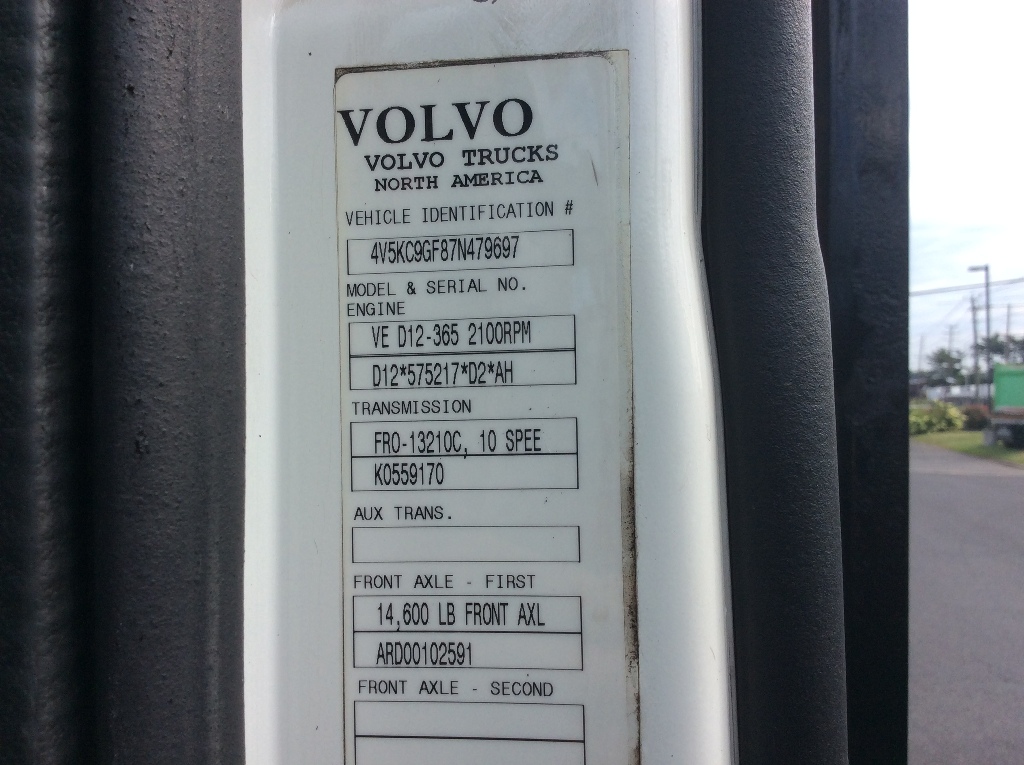 VOLVO
VOLVO TRUCKS
NORTH AMERICA
VEHICLE IDENTIFICATION #
4V5KC9GF87N479697
MODEL & SERIAL NO.
ENGINE
VE D12-365 2100RPM
D12*575217*D2*AH
TRANSMISSION
FRO-13210C, 10 SPEE
K0559170
AUX TRANS.
FRONT AXLE - FIRST
14,600 LB FRONT AXL
ARD00102591
FRONT AXLE - SECOND